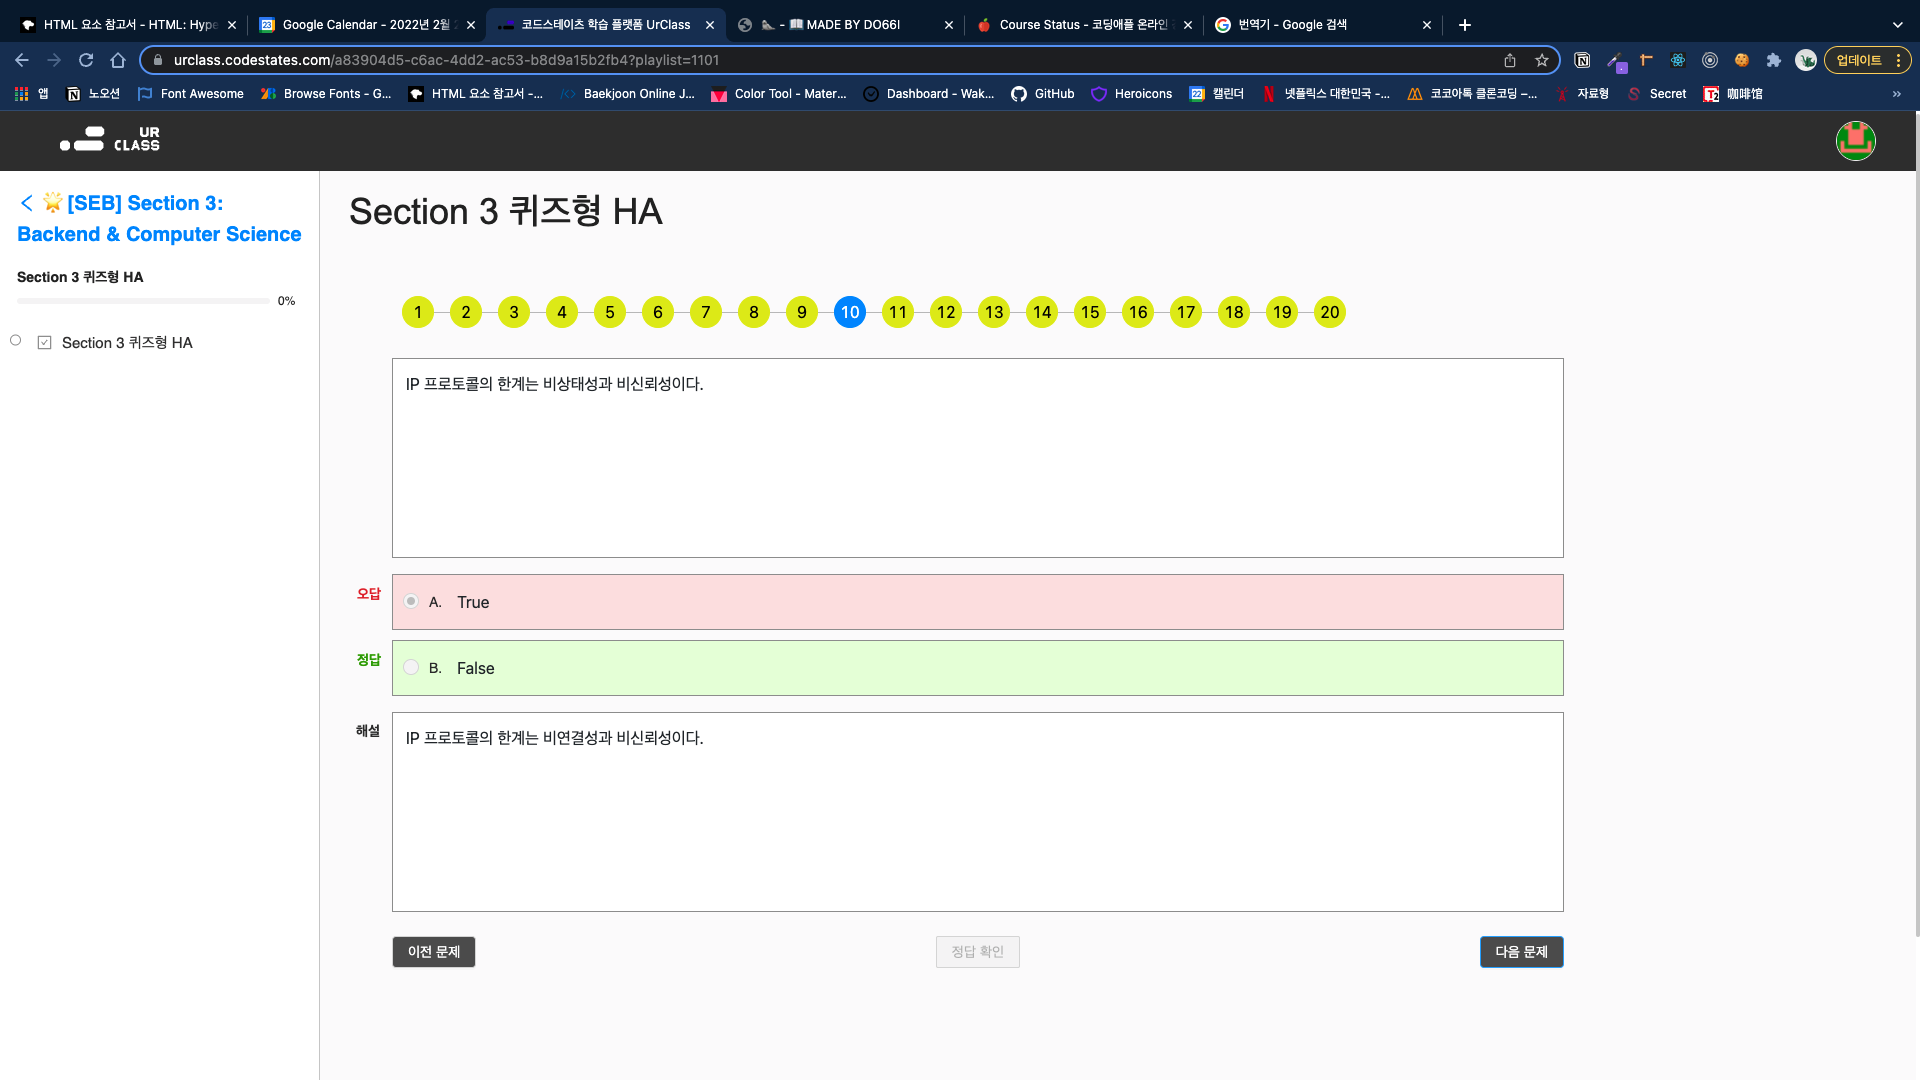 HTML 요소 참고서 - HTML: Hype
Google Calendar - 2022년 2월 2
코드스테이츠 학습 플랫폼 UrClass
- 📖 MADE BY DO66I
Course Status - 코딩애플 온라인
번역기 - Google 검색
urclass.codestates.com/a83904d5-c6ac-4dd2-ac53-b8d9a15b2fb4?playlist=1101
업데이트
앱
노오션
Font Awesome
Browse Fonts - G...
HTML 요소 참고서 -...
Baekjoon Online J...
Color Tool - Mater...
Dashboard - Wak...
GitHub
Heroicons
캘린더
넷플릭스 대한민국 -...
코코아톡 클론코딩 –...
자료형
Secret
咖啡馆
»
UR
CLASS
🌟[SEB] Section 3:
Backend & Computer Science
Section 3 퀴즈형 HA
0%
Section 3 퀴즈형 HA
Section 3 퀴즈형 HA
1 2 3 4 5 6 7 8 9 10 11 12 13 14 15 16 17 18 19 20
IP 프로토콜의 한계는 비상태성과 비신뢰성이다.
오답
A. True
정답
B. False
해설
IP 프로토콜의 한계는 비연결성과 비신뢰성이다.
이전 문제
정답 확인
다음 문제